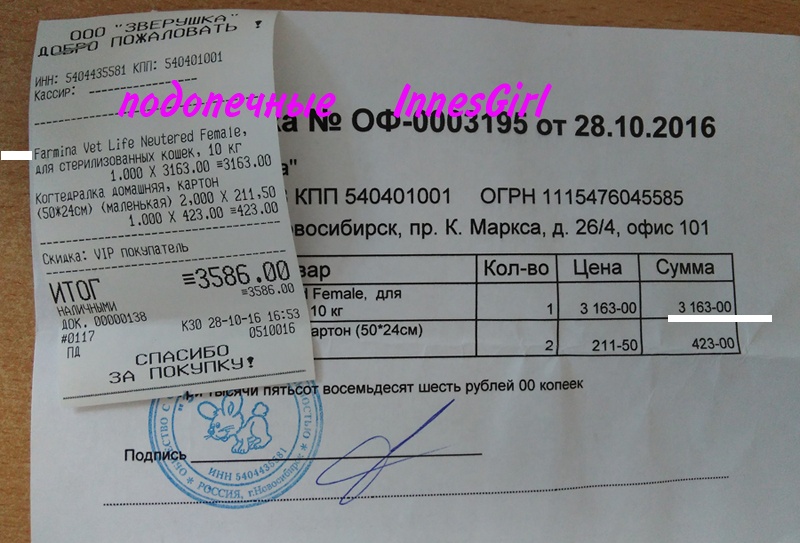 ООО "ЗВЕРУШКА"
ДОБРО ПОЖАЛОВАТЬ !
ИНН: 5404435581 КПП: 540401001
Кассир:
подопечные InnesGirl
Farmina Vet Life Neutered Female,
для стерилизованных кошек, 10 кг
1.000 X 3163.00 ≡3163.00
Когтедралка домашняя, картон
(50*24см) (маленькая) 2,000 X 211,50
1.000 X 423.00 ≡423.00
Скидка: VIP покупатель
ИТОГ ≡3586.00
НАЛИЧНЫМИ ≡3586.00
ДОК. 00000138 КЗ0 28-10-16 16:53
#0117 0510016
ПД
СПАСИБО
ЗА ПОКУПКУ!
ка № ОФ-0003195 от 28.10.2016
а"
КПП 540401001 ОГРН 1115476045585
овосибирск, пр. К. Маркса, д. 26/4, офис 101
вар Кол-во Цена Сумма
d Female, для
10 кг 1 3 163-00 3 163-00
артон (50*24см)
2 211-50 423-00
тысячи пятьсот восемьдесят шесть рублей 00 копеек
Подпись
ИНН 5404435581
РОССИЯ, г.Новосибирск